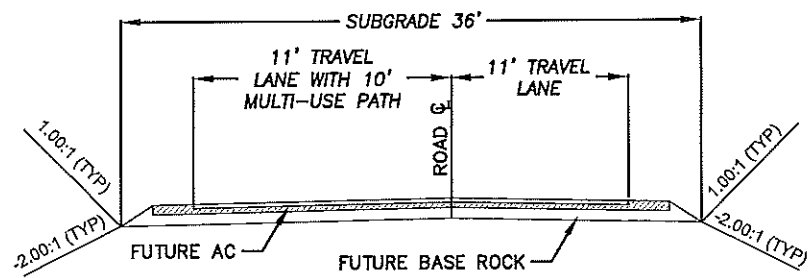 SUBGRADE 36'
11' TRAVEL
LANE WITH 10'
MULTI-USE PATH
11' TRAVEL
LANE
ROAD ℄
1.00:1 (TYP)
1.00:1 (TYP)
-2.00:1 (TYP)
-2.00:1 (TYP)
FUTURE AC
FUTURE BASE ROCK